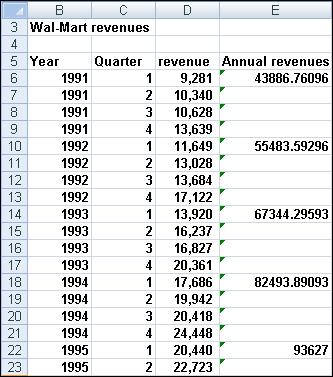 B C D E
3 Wal-Mart revenues
4
5 Year Quarter revenue Annual revenues
6 1991 1 9,281 43886.76096
7 1991 2 10,340
8 1991 3 10,628
9 1991 4 13,639
10 1992 1 11,649 55483.59296
11 1992 2 13,028
12 1992 3 13,684
13 1992 4 17,122
14 1993 1 13,920 67344.29593
15 1993 2 16,237
16 1993 3 16,827
17 1993 4 20,361
18 1994 1 17,686 82493.89093
19 1994 2 19,942
20 1994 3 20,418
21 1994 4 24,448
22 1995 1 20,440 93627
23 1995 2 22,723